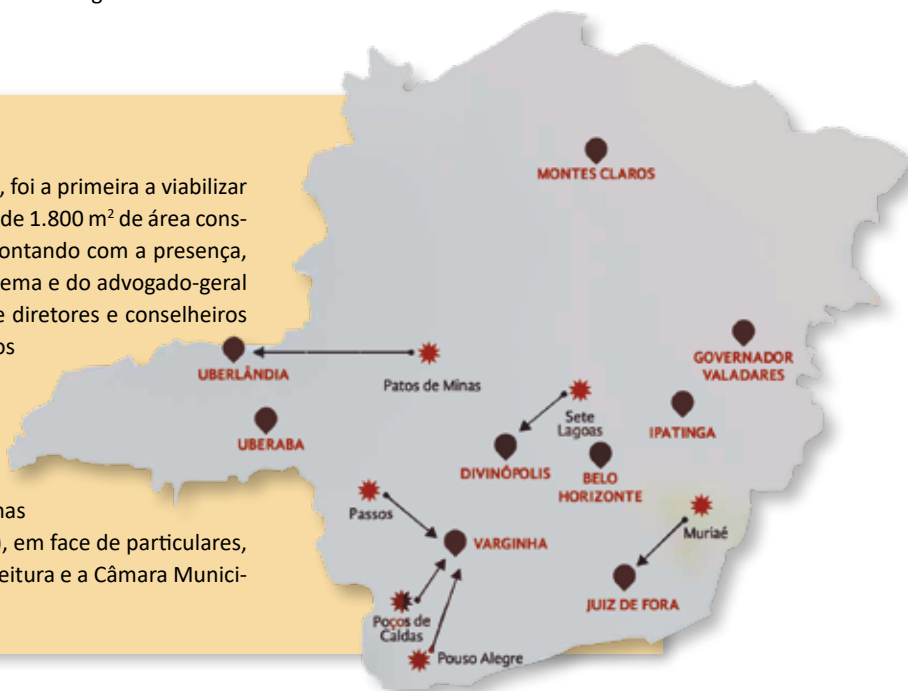 , foi a primeira a viabilizar
de 1.800 m² de área cons-
ontando com a presença,
ema e do advogado-geral
e diretores e conselheiros
os
nas
), em face de particulares,
eitura e a Câmara Munici-
MONTES CLAROS
GOVERNADOR
VALADARES
UBERLÂNDIA
Patos de Minas
Sete
Lagoas
IPATINGA
UBERABA
DIVINÓPOLIS
BELO
HORIZONTE
Passos
VARGINHA
Muriaé
JUIZ DE FORA
Poços de
Caldas
Pouso Alegre